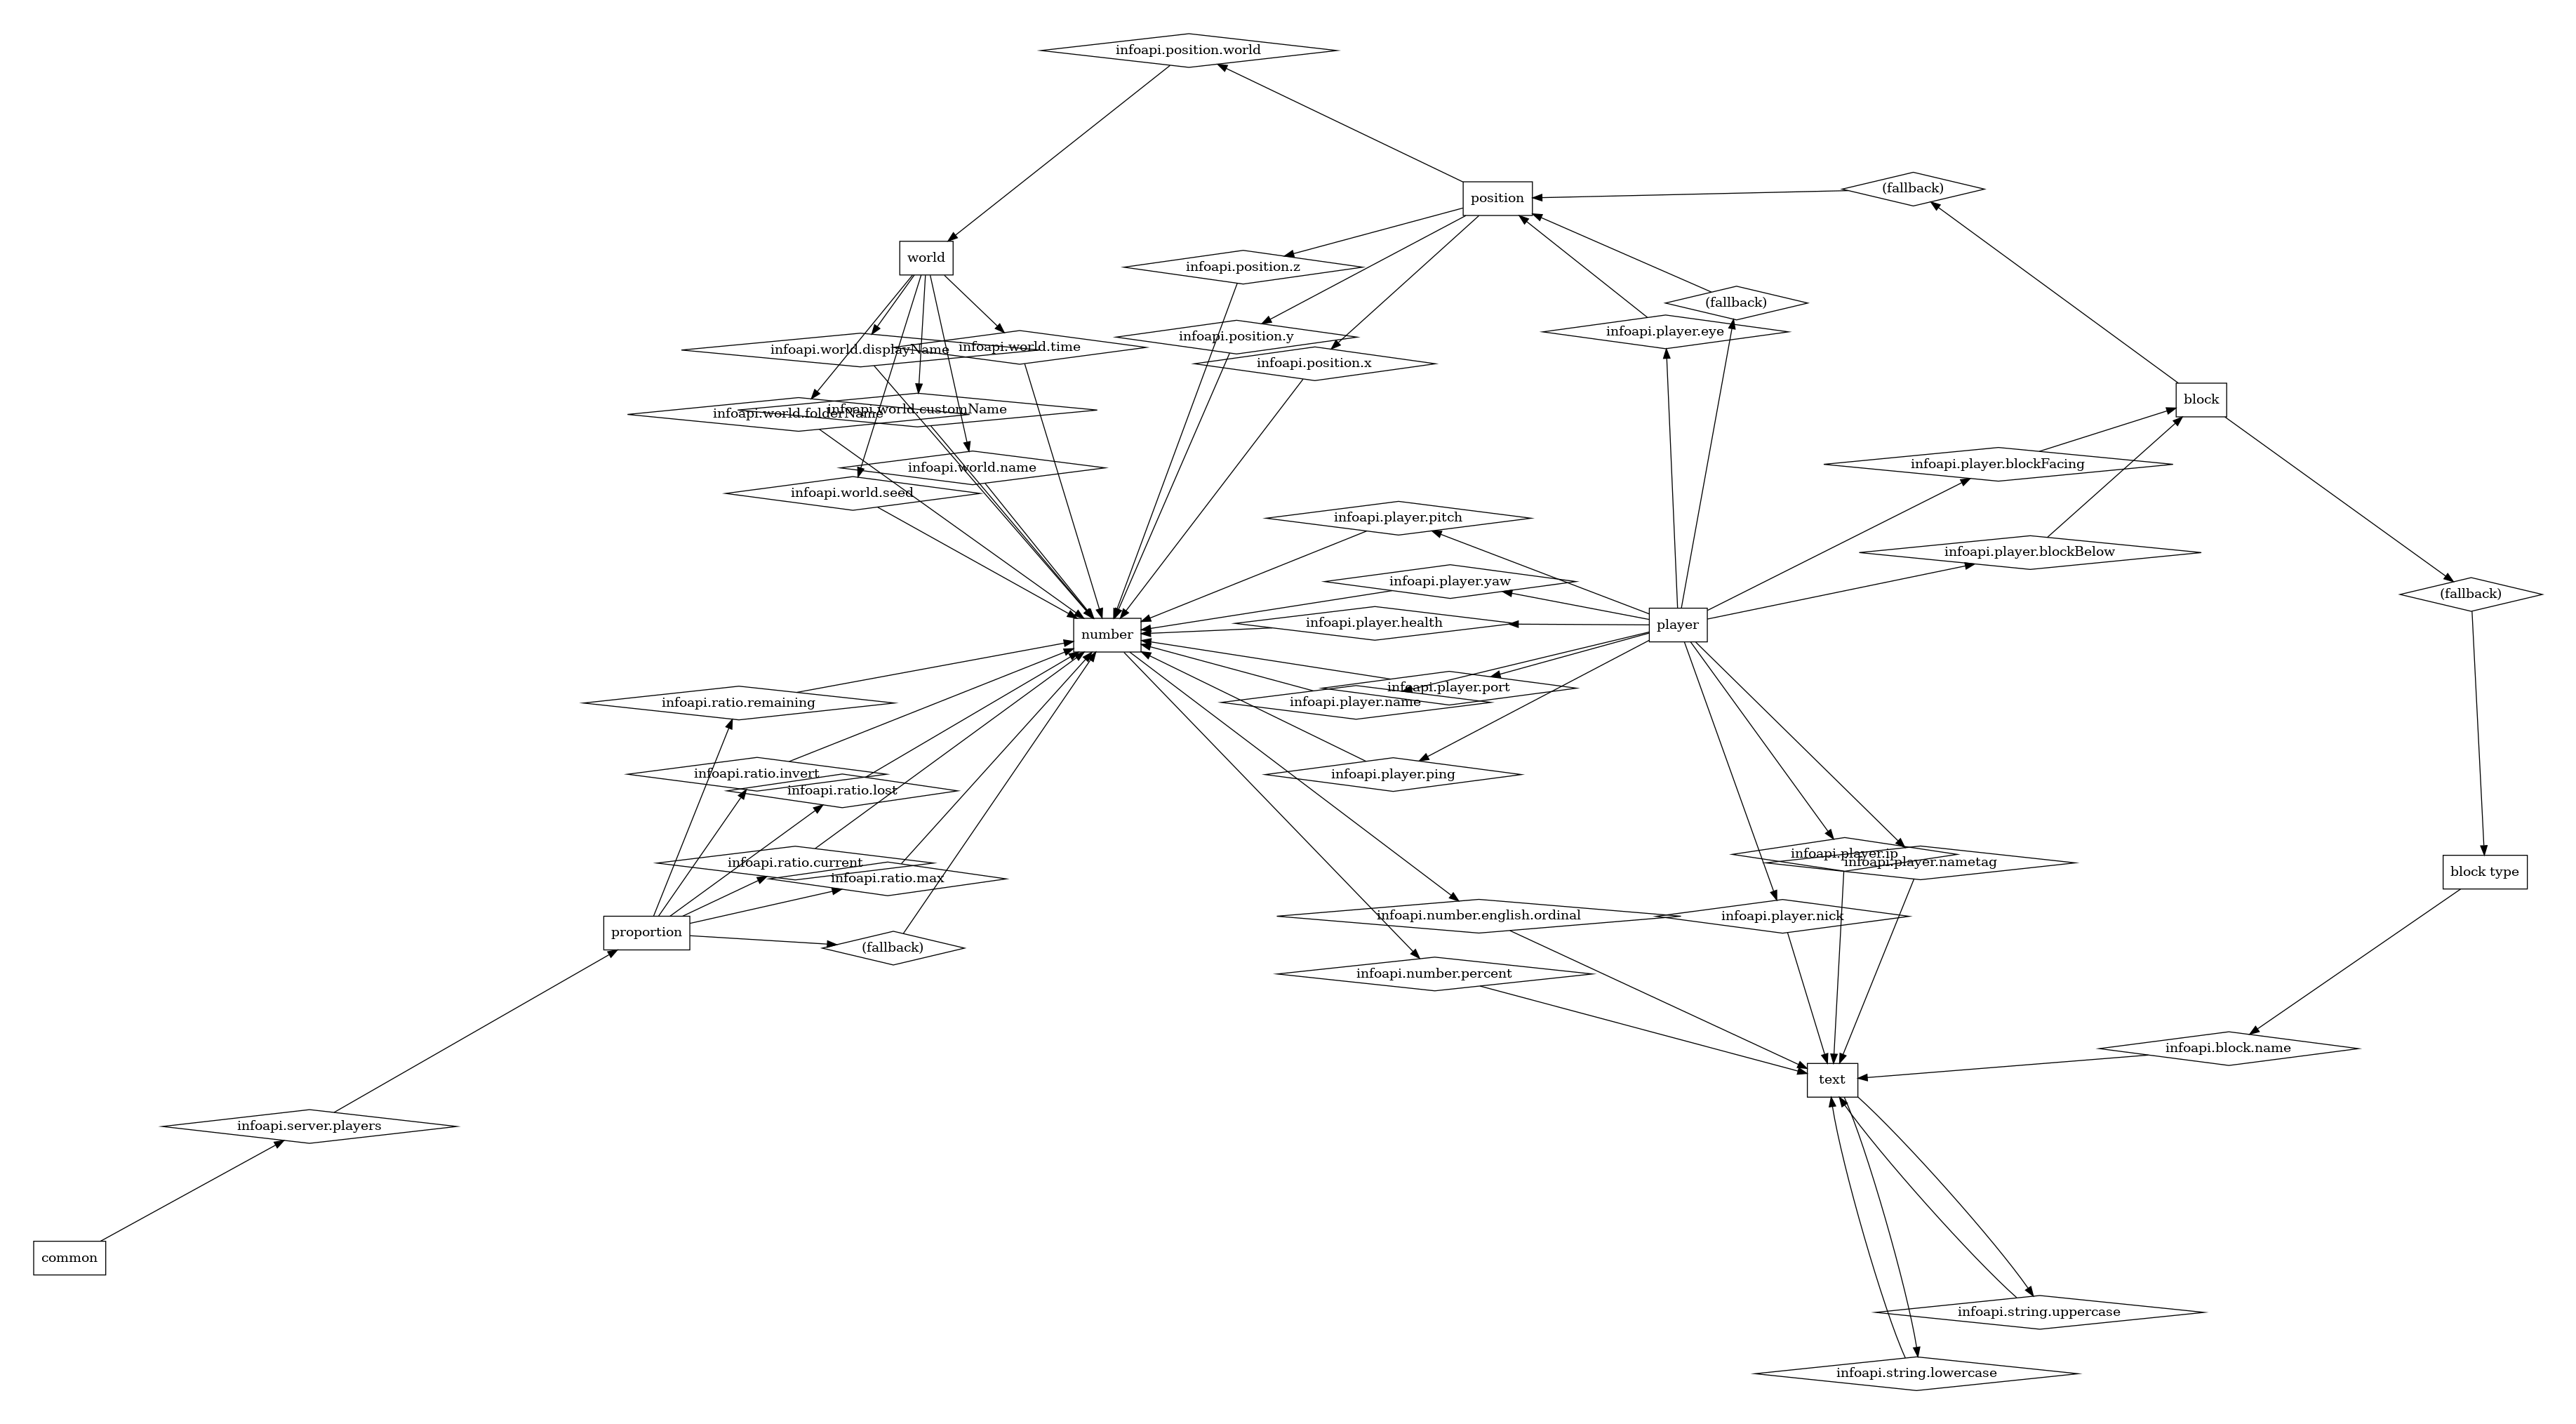 infoapi.position.world
(fallback)
position
world
infoapi.position.z
(fallback)
infoapi.player.eye
infoapi.position.y
infoapi.world.displayName
infoapi.world.time
infoapi.position.x
block
infoapi.world.folderName
infoapi.world.customName
infoapi.player.blockFacing
infoapi.world.name
infoapi.world.seed
infoapi.player.pitch
infoapi.player.blockBelow
infoapi.player.yaw
(fallback)
infoapi.player.health
player
number
infoapi.player.port
infoapi.ratio.remaining
infoapi.player.name
infoapi.ratio.invert
infoapi.player.ping
infoapi.ratio.lost
infoapi.player.ip
infoapi.ratio.current
infoapi.player.nametag
block type
infoapi.ratio.max
infoapi.number.english.ordinal
infoapi.player.nick
proportion
(fallback)
infoapi.number.percent
infoapi.block.name
text
infoapi.server.players
common
infoapi.string.uppercase
infoapi.string.lowercase